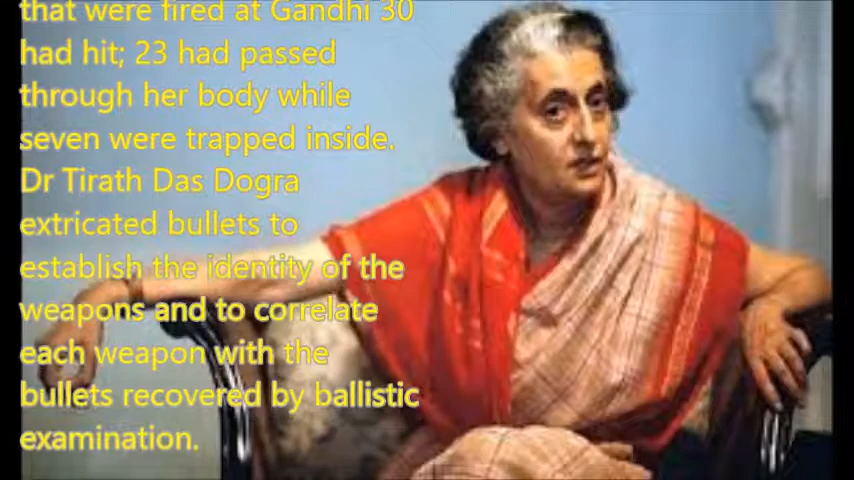 that were fired at Gandhi 30
had hit; 23 had passed
through her body while
seven were trapped inside.
Dr Tirath Das Dogra
extricated bullets to
establish the identity of the
weapons and to correlate
each weapon with the
bullets recovered by ballistic
examination.